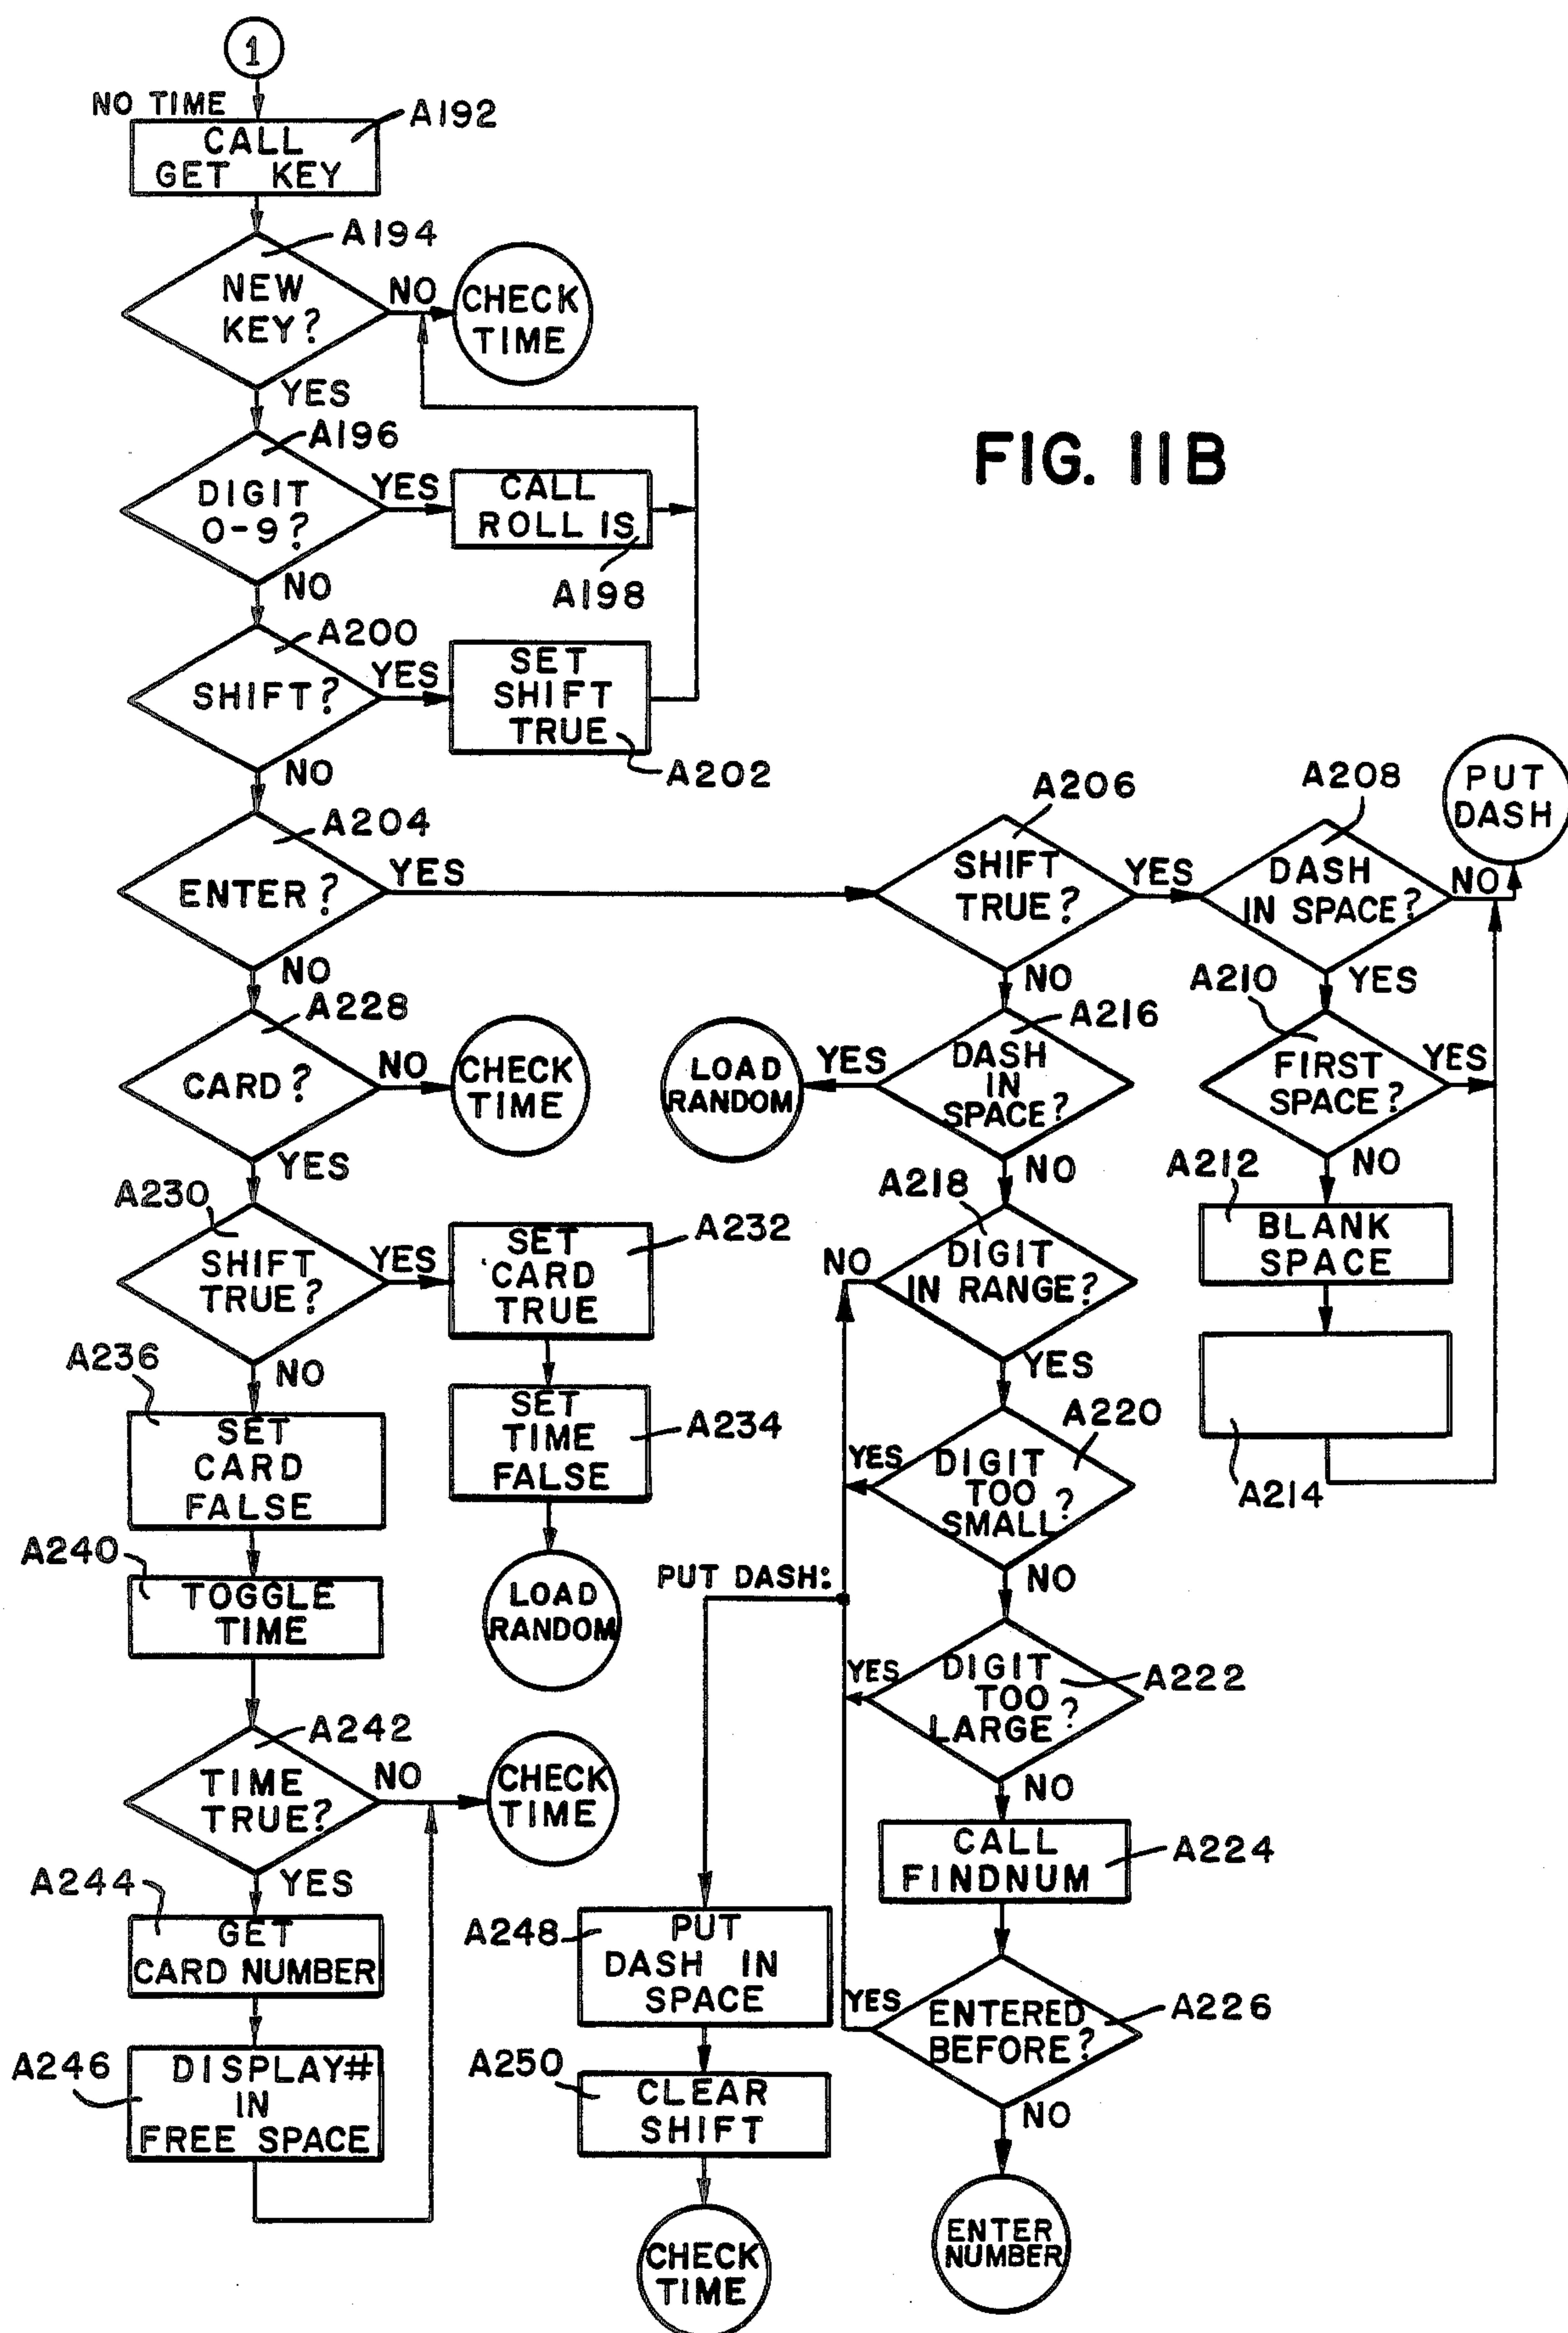 1
NO TIME
A192
CALL
GET KEY
A194
NEW
KEY?
NO
CHECK
TIME
YES
A196
DIGIT
0-9?
YES
CALL
ROLL IS
A198
NO
FIG. 11B
A200
SHIFT?
YES
SET
SHIFT
TRUE
A202
NO
A204
ENTER?
YES
A206
SHIFT
TRUE?
YES
A208
DASH
IN SPACE?
NO
PUT
DASH
NO
A228
CARD?
NO
CHECK
TIME
YES
NO
A216
DASH
IN
SPACE?
YES
LOAD
RANDOM
NO
YES
A210
FIRST
SPACE?
YES
NO
A212
BLANK
SPACE
A214
A230
SHIFT
TRUE?
YES
SET
CARD
TRUE
A232
SET
TIME
FALSE
A234
LOAD
RANDOM
NO
A236
SET
CARD
FALSE
A240
TOGGLE
TIME
A242
TIME
TRUE?
NO
CHECK
TIME
YES
A244
GET
CARD NUMBER
A246
DISPLAY#
IN
FREE SPACE
A218
DIGIT
IN RANGE?
NO
YES
A220
DIGIT
TOO
SMALL?
YES
NO
PUT DASH:
A222
DIGIT
TOO
LARGE?
YES
NO
CALL
FINDNUM
A224
A226
ENTERED
BEFORE?
YES
NO
ENTER
NUMBER
A248
PUT
DASH IN
SPACE
A250
CLEAR
SHIFT
CHECK
TIME